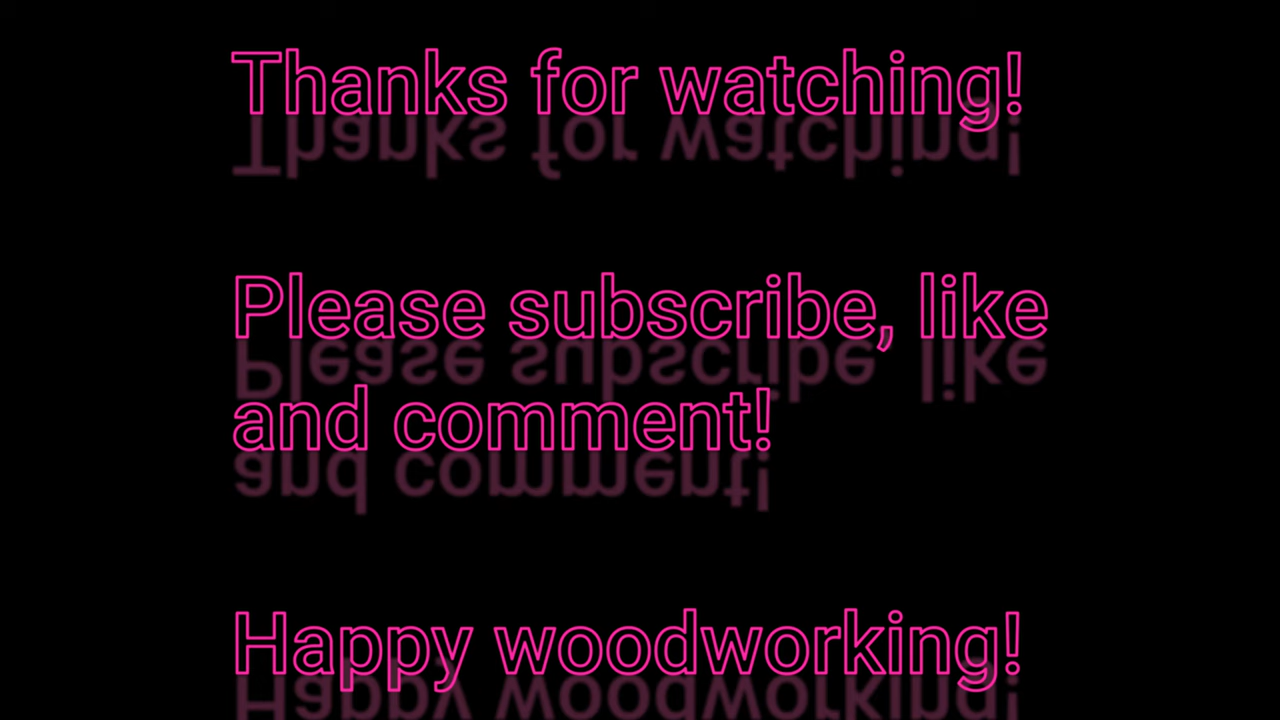 Thanks for watching!
Please subscribe, like
and comment!
Happy woodworking!